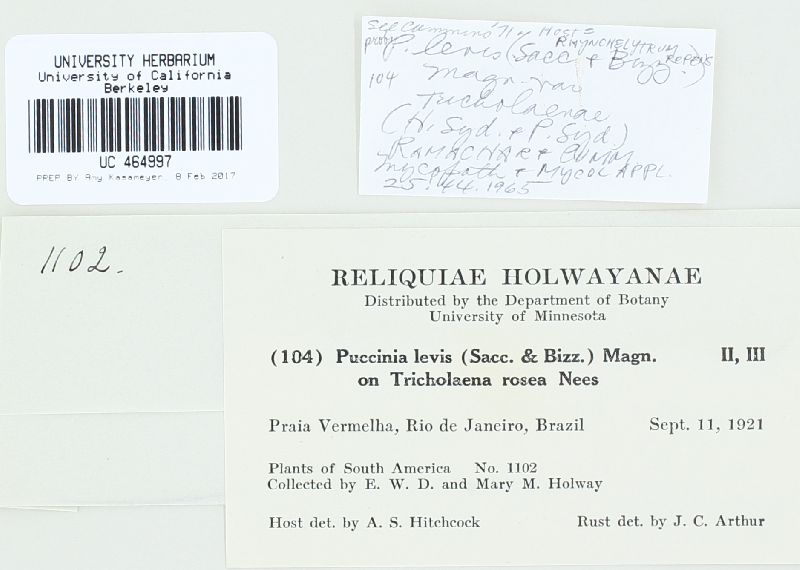 UNIVERSITY HERBARIUM
University of California
Berkeley
UC 464997
PREP BY Amy Kasameyer 8 Feb 2017
See Cummins '71 Host =
RHYNCHELYTRUM
REPENS
P. levis (Sacc. & Bizz.)
104 Magn. var
Tricholaenae
(H. Syd. & P. Syd.)
RAMACHAR & CUMM
Mycopath & MYCOL APPL.
25:44.1965
1102.
RELIQUIAE HOLWAYANAE
Distributed by the Department of Botany
University of Minnesota
(104) Puccinia levis (Sacc. & Bizz.) Magn. II, III
on Tricholaena rosea Nees
Praia Vermelha, Rio de Janeiro, Brazil Sept. 11, 1921
Plants of South America No. 1102
Collected by E. W. D. and Mary M. Holway
Host det. by A. S. Hitchcock Rust det. by J. C. Arthur